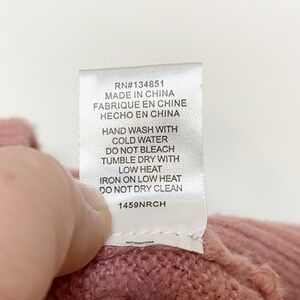 RN#134851
MADE IN CHINA
FABRIQUE EN CHINE
HECHO EN CHINA
HAND WASH WITH
COLD WATER
DO NOT BLEACH
TUMBLE DRY WITH
LOW HEAT
IRON ON LOW HEAT
DO NOT DRY CLEAN
1459NRCH